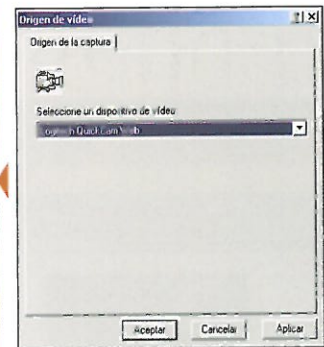 Origen de vídeo
Origen de la captura
Seleccione un dispositivo de vídeo
Logitech QuickCam Web
Aceptar
Cancelar
Aplicar